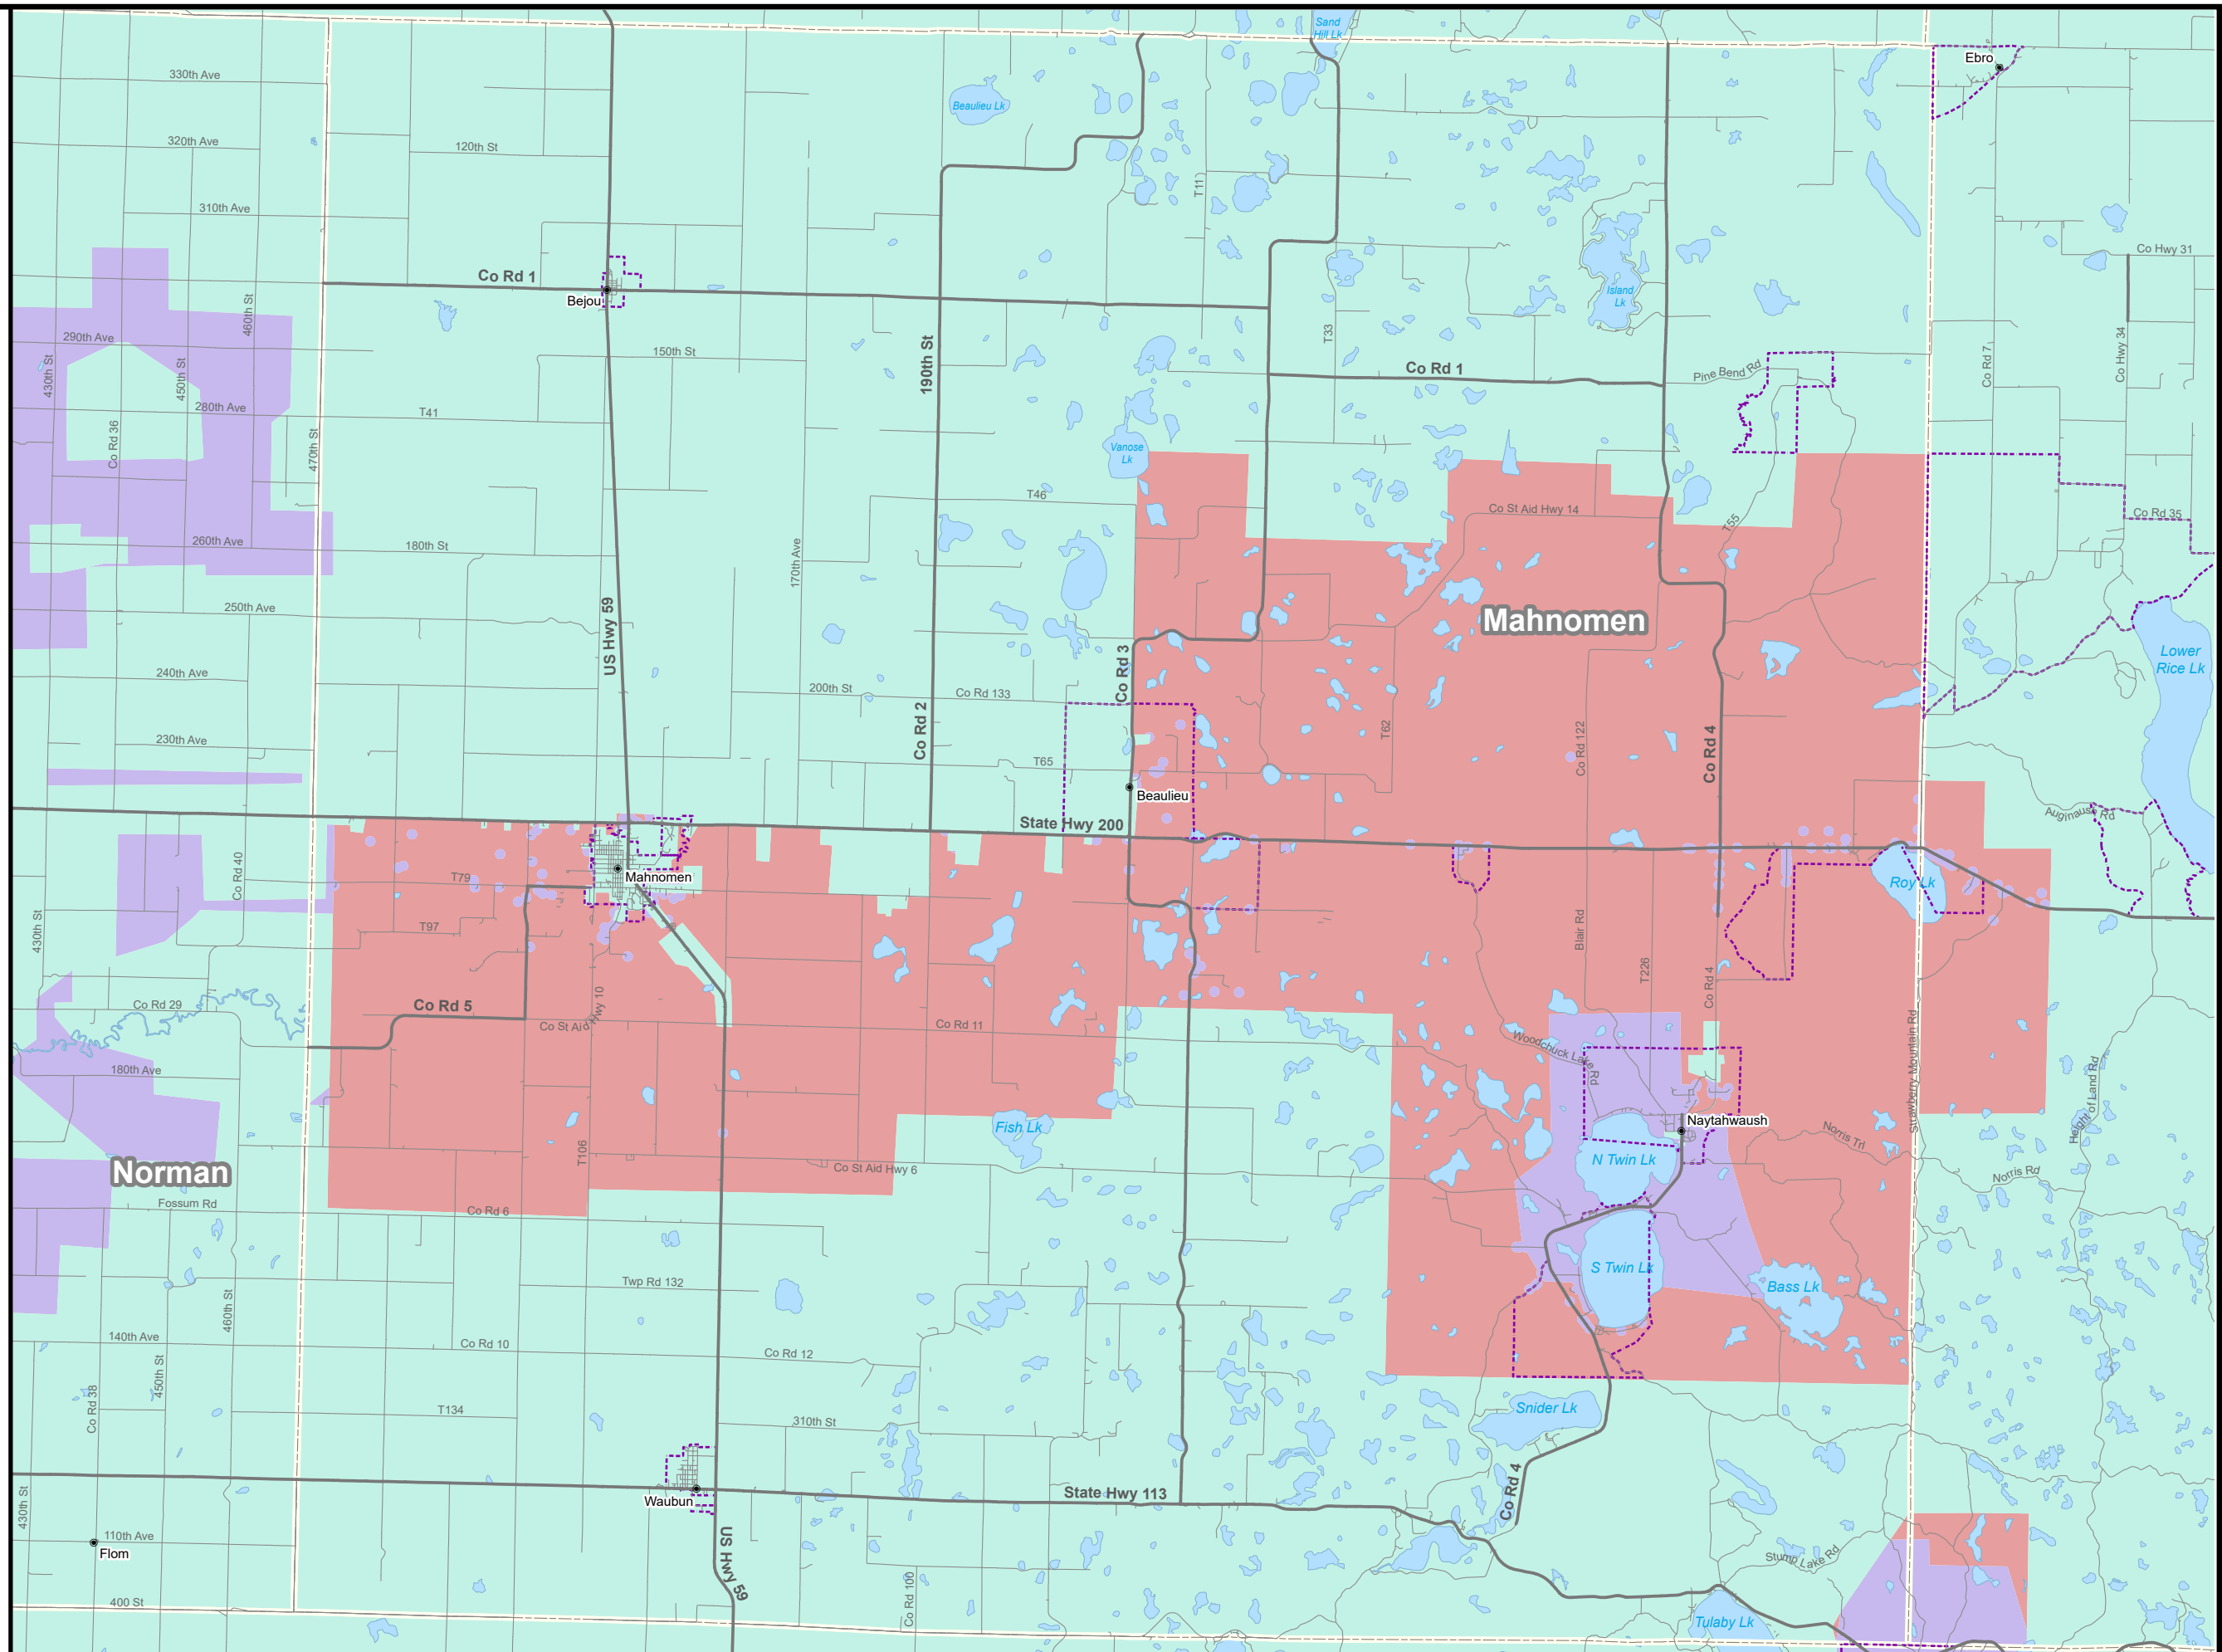 Sand
Hill Lk
Ebro
330th Ave
Beaulieu Lk
320th Ave
120th St
T11
310th Ave
Co Hwy 31
Co Rd 1
Bejou
Island
Lk
460th St
290th Ave
430th St
450th St
150th St
190th St
T33
Co Rd 1
Pine Bend Rd
Co Rd 7
Co Hwy 34
280th Ave
T41
Co Rd 36
470th St
Vanose
Lk
T46
Co St Aid Hwy 14
T55
Co Rd 35
260th Ave
180th St
170th Ave
250th Ave
US Hwy 59
Mahnomen
Lower
Rice Lk
240th Ave
200th St
Co Rd 133
Co Rd 3
T62
Co Rd 122
Co Rd 4
230th Ave
Co Rd 2
T65
Beaulieu
State Hwy 200
Auginaush Rd
Co Rd 40
T79
Mahnomen
Roy Lk
430th St
T97
Blair Rd
T226
Co Rd 4
Co Rd 29
Co Rd 5
Co St Aid Hwy 10
Co Rd 11
Woodchuck Lake Rd
Strawberry Mountain Rd
180th Ave
Height of Land Rd
Fish Lk
Naytahwaush
Norris Trl
T106
N Twin Lk
Norman
Co St Aid Hwy 6
Norris Rd
Fossum Rd
Co Rd 6
S Twin Lk
Twp Rd 132
Bass Lk
460th St
140th Ave
Co Rd 10
Co Rd 12
450th St
Co Rd 38
T134
310th St
Snider Lk
430th St
Waubun
State Hwy 113
Co Rd 4
110th Ave
Flom
US Hwy 59
Stump Lake Rd
Co Rd 100
400 St
Tulaby Lk